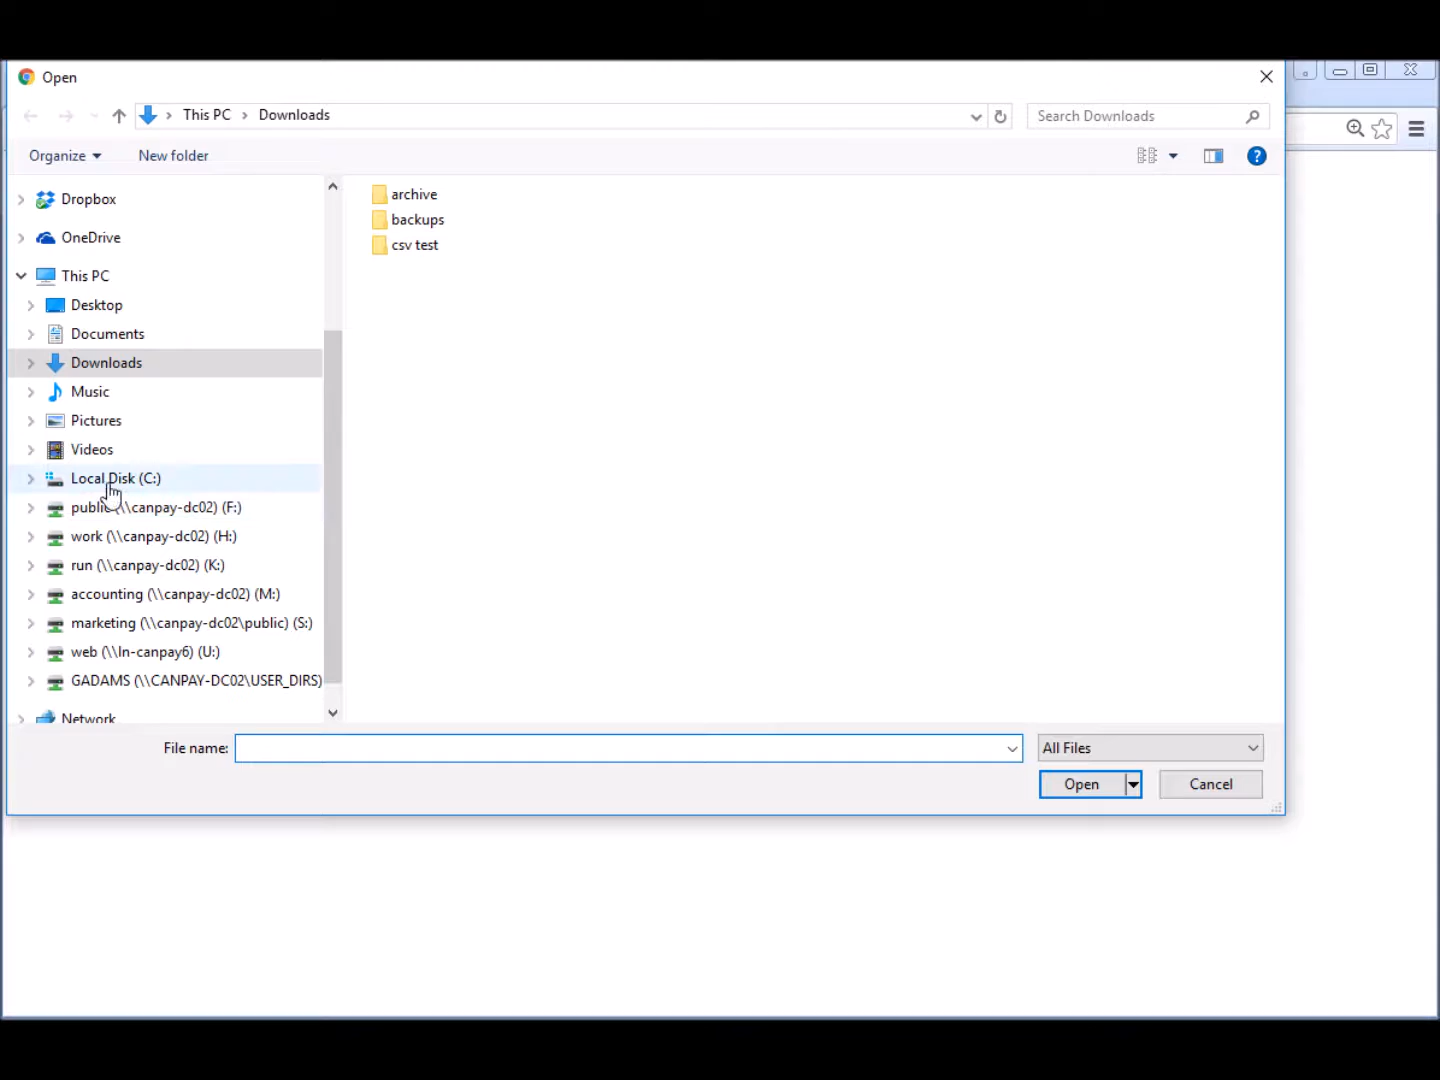 Open
This PC > Downloads
Search Downloads
Organize
New folder
?
Dropbox
OneDrive
This PC
Desktop
Documents
Downloads
Music
Pictures
Videos
Local Disk (C:)
public (\\canpay-dc02) (F:)
work (\\canpay-dc02) (H:)
run (\\canpay-dc02) (K:)
accounting (\\canpay-dc02) (M:)
marketing (\\canpay-dc02\public) (S:)
web (\\ln-canpay6) (U:)
GADAMS (\\CANPAY-DC02\USER_DIRS)
Network
archive
backups
csv test
File name:
All Files
Open
Cancel